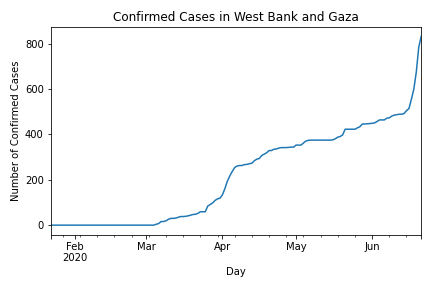 Confirmed Cases in West Bank and Gaza
Number of Confirmed Cases
800
600
400
200
0
Feb
2020
Mar
Apr
May
Jun
Day